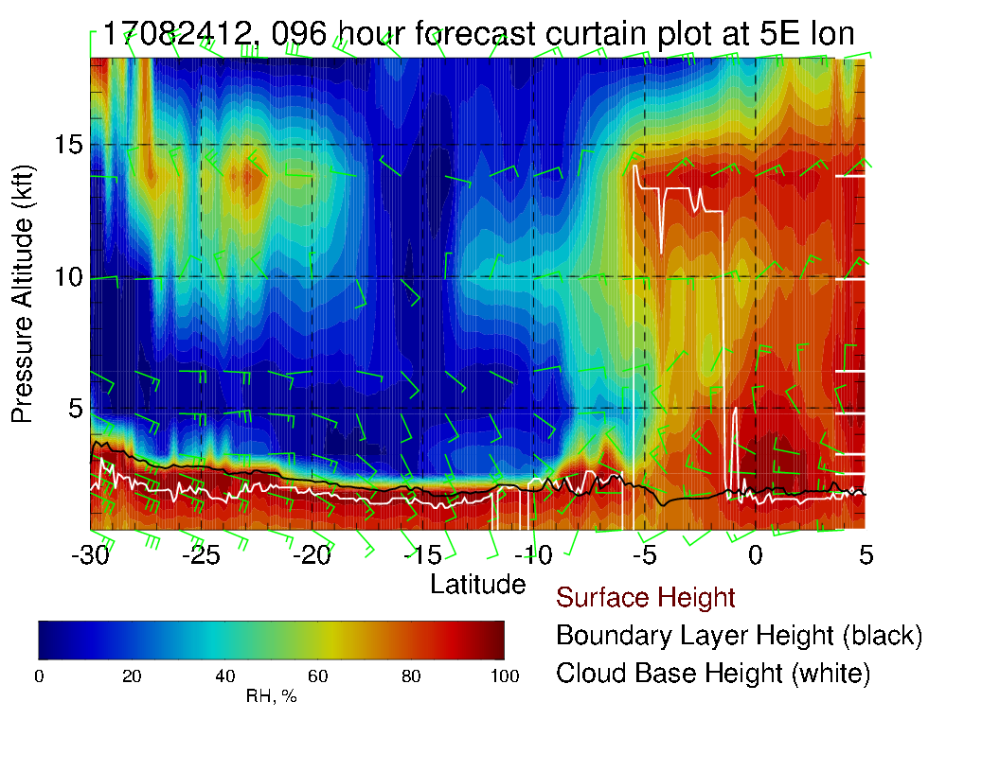 17082412, 096 hour forecast curtain plot at 5E lon
Pressure Altitude (kft)
15
10
5
-30 -25 -20 -15 -10 -5 0 5
Latitude
Surface Height
Boundary Layer Height (black)
Cloud Base Height (white)
0 20 40 60 80 100
RH, %